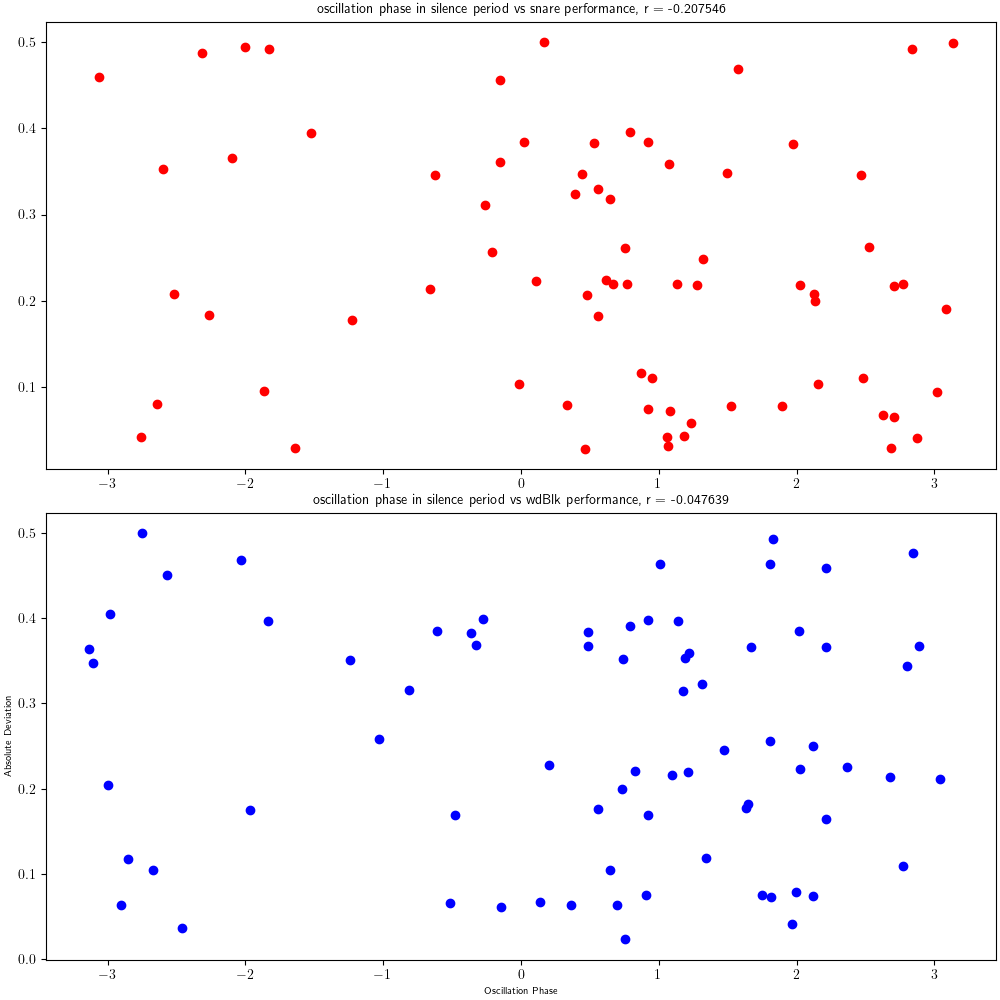 oscillation phase in silence period vs snare performance, r = -0.207546
0.5
0.4
0.3
0.2
0.1
−3 −2 −1 0 1 2 3
oscillation phase in silence period vs wdBlk performance, r = -0.047639
0.5
0.4
0.3
0.2
0.1
0.0
Absolute Deviation
−3 −2 −1 0 1 2 3
Oscillation Phase